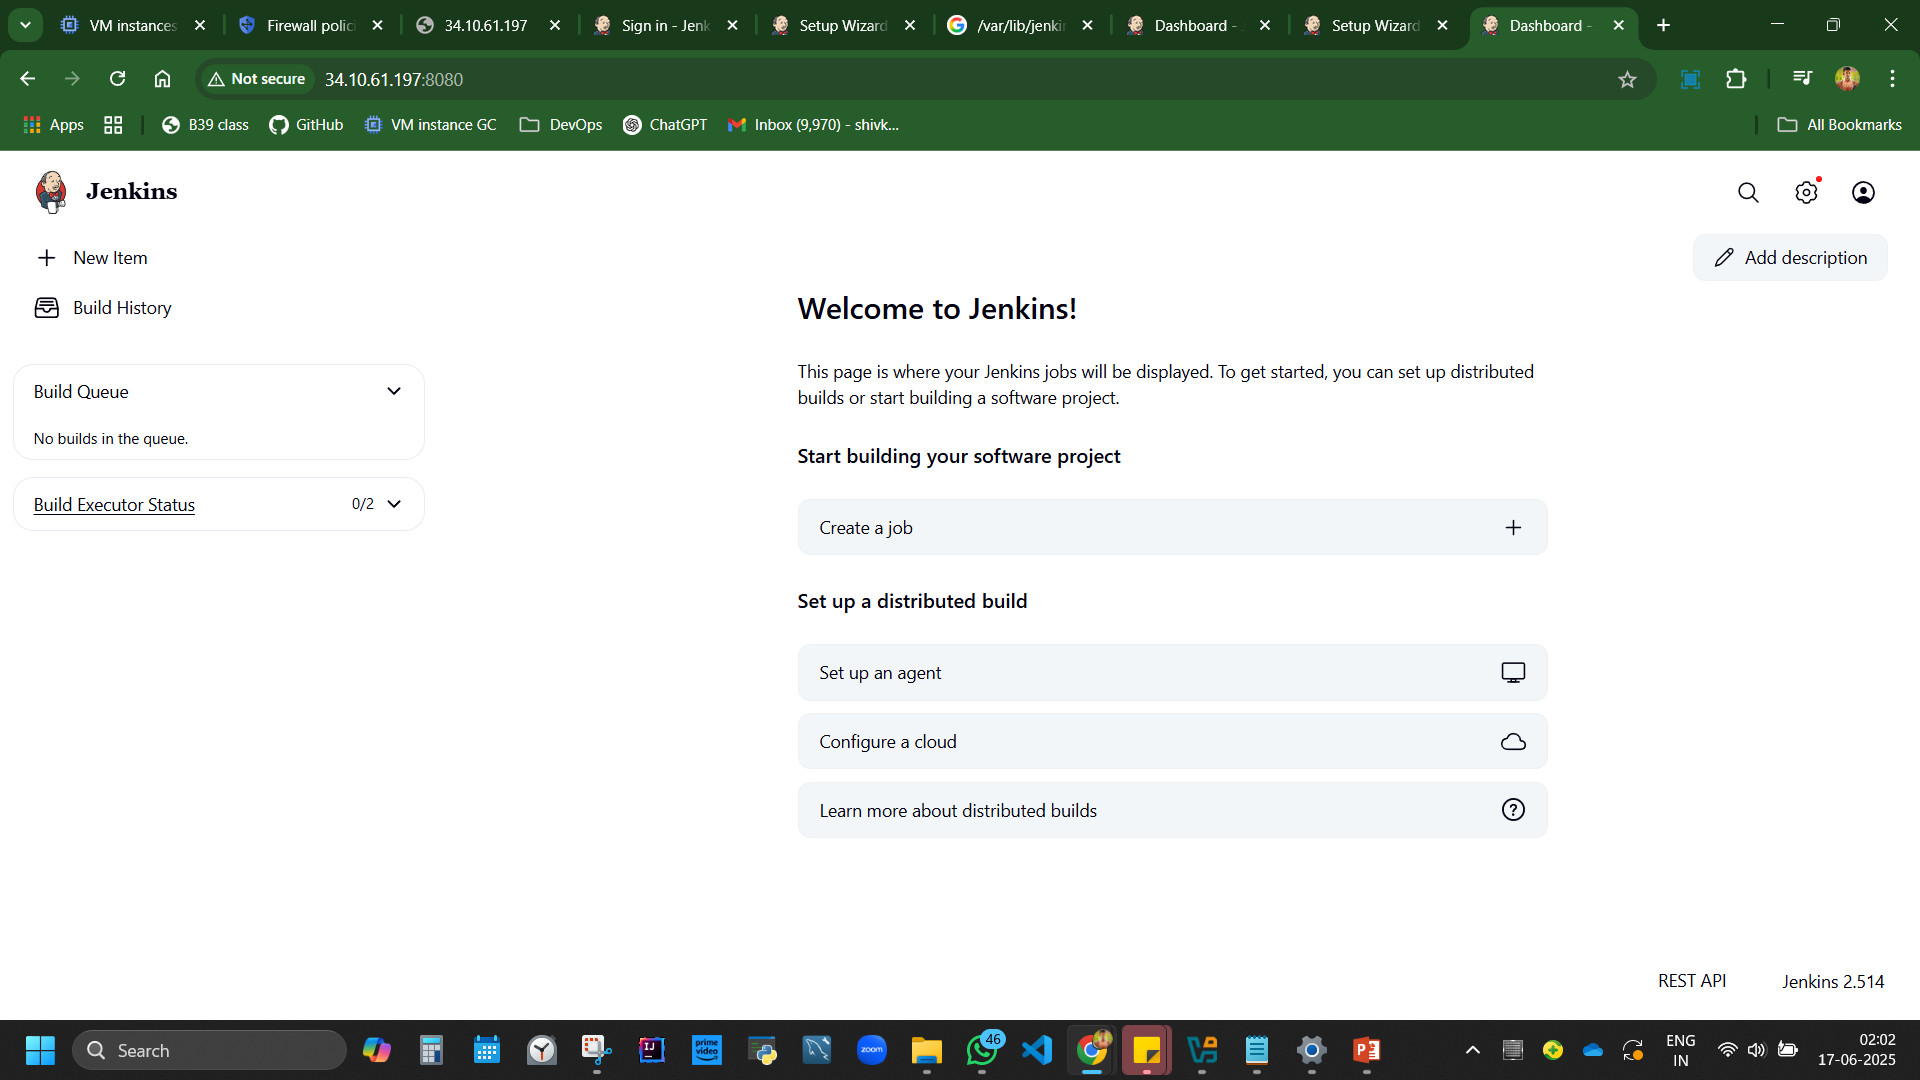 VM instances
Firewall polici
34.10.61.197
Sign in - Jenk
Setup Wizard
/var/lib/jenkin
Dashboard -
Setup Wizard
Dashboard -
Not secure
34.10.61.197:8080
Apps
B39 class
GitHub
VM instance GC
DevOps
ChatGPT
Inbox (9,970) - shivk...
All Bookmarks
Jenkins
New Item
Add description
Build History
Welcome to Jenkins!
This page is where your Jenkins jobs will be displayed. To get started, you can set up distributed
builds or start building a software project.
Build Queue
No builds in the queue.
Start building your software project
Build Executor Status
0/2
Create a job
Set up a distributed build
Set up an agent
Configure a cloud
Learn more about distributed builds
REST API
Jenkins 2.514
Search
IJ
prime
video
zoom
46
ENG
IN
02:02
17-06-2025